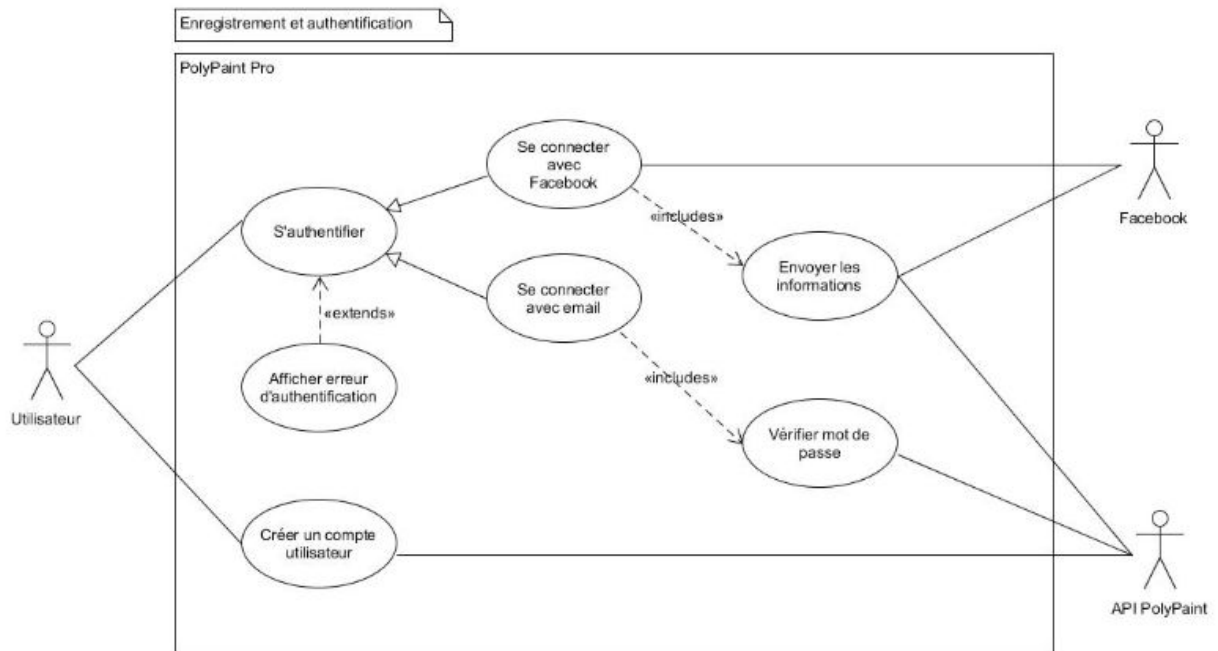 Enregistrement et authentification
PolyPaint Pro
Se connecter
avec
Facebook
Facebook
«includes»
S'authentifier
Envoyer les
informations
Se connecter
avec email
«extends»
Afficher erreur
d'authentification
«includes»
Utilisateur
Vérifier mot de
passe
Créer un compte
utilisateur
API PolyPaint